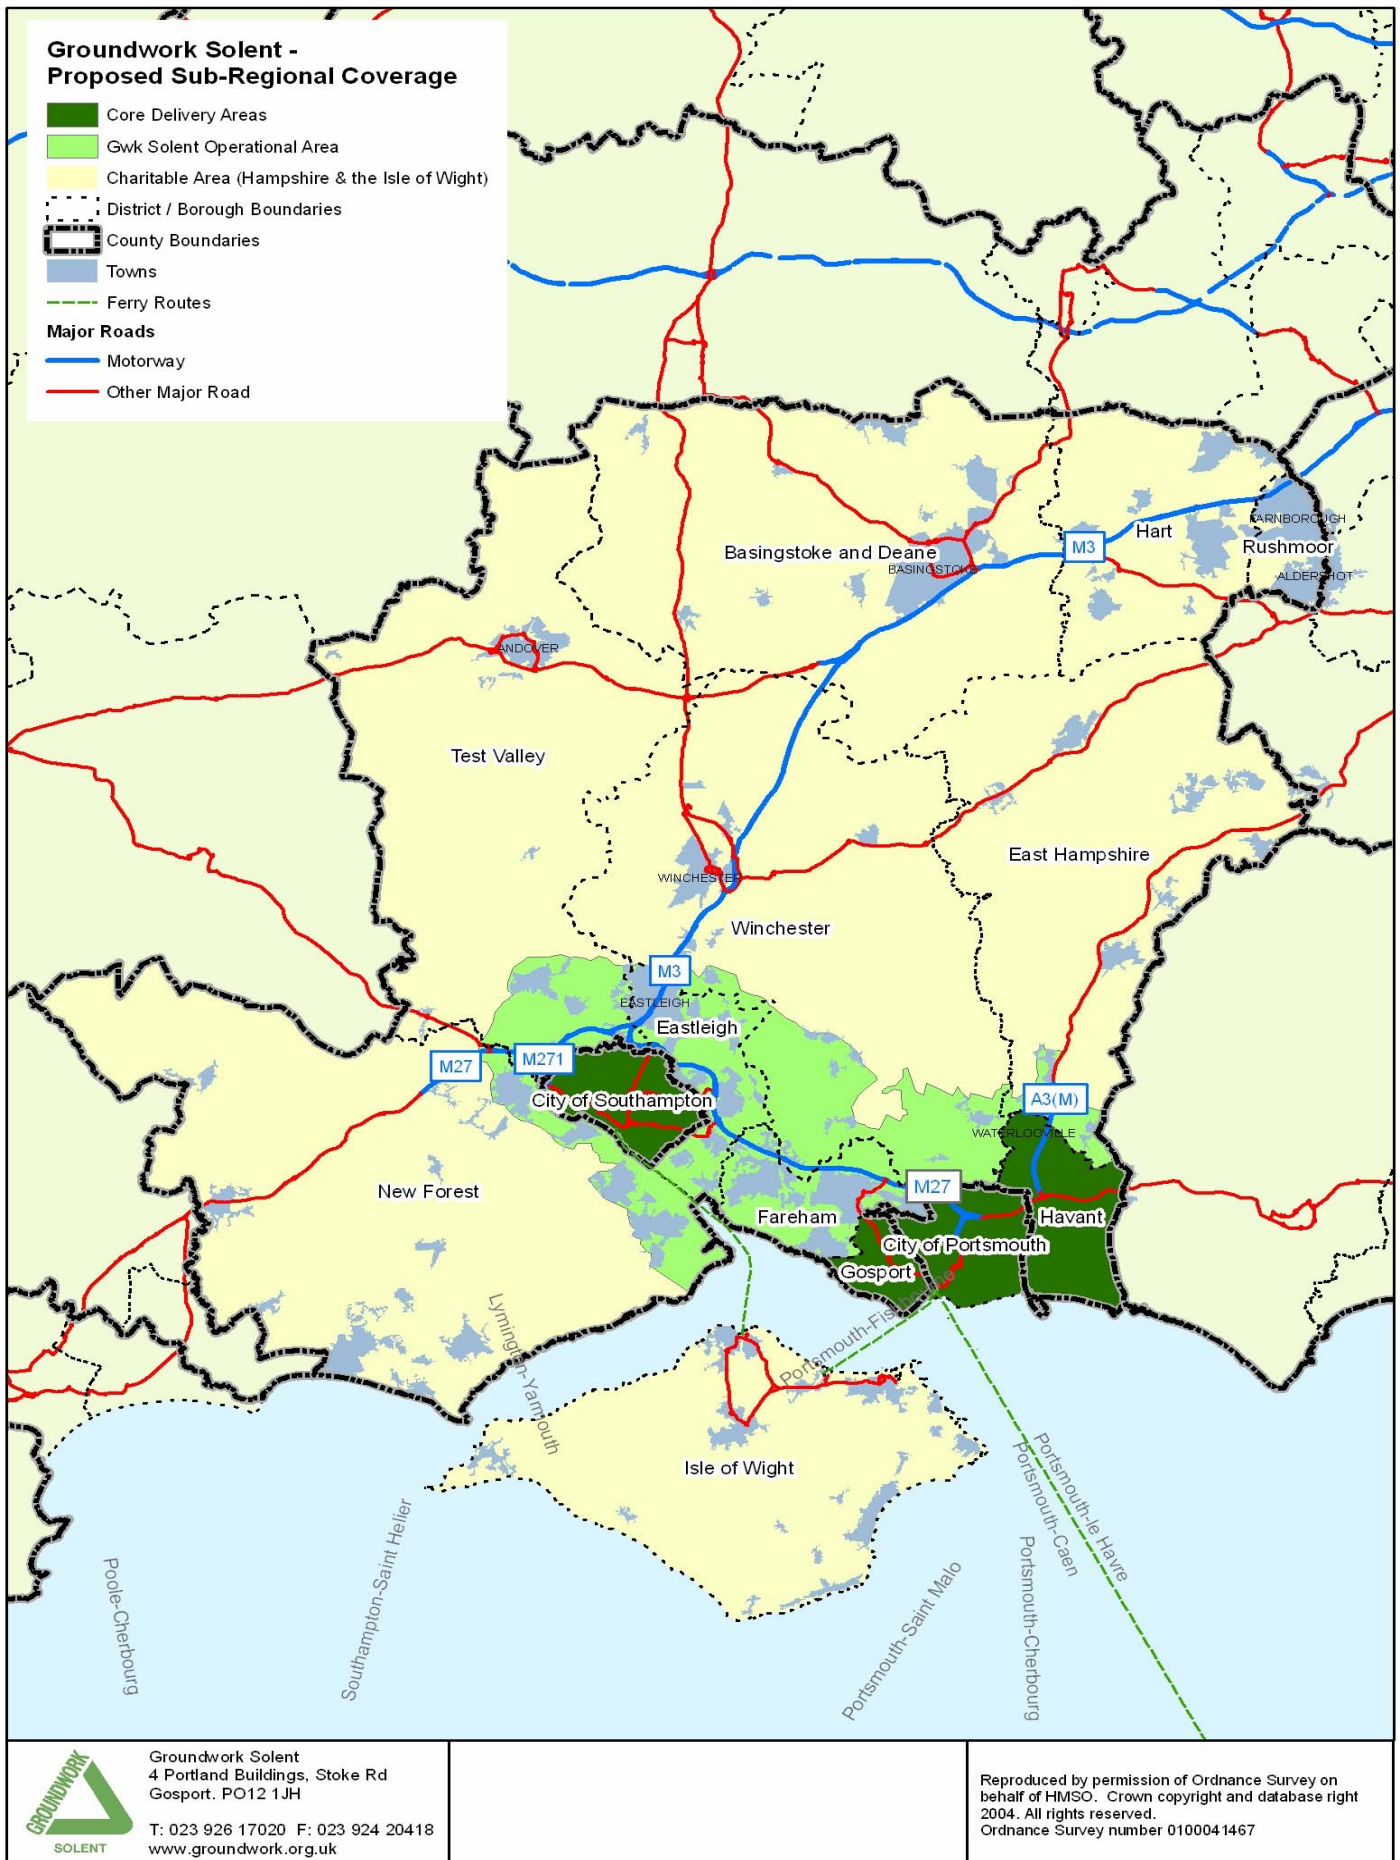 Groundwork Solent -
Proposed Sub-Regional Coverage
Core Delivery Areas
Gwk Solent Operational Area
Charitable Area (Hampshire & the Isle of Wight)
District / Borough Boundaries
County Boundaries
Towns
Ferry Routes
Major Roads
Motorway
Other Major Road
FARNBOROUGH
Hart
M3
Rushmoor
Basingstoke and Deane
BASINGSTOKE
ALDERSHOT
ANDOVER
Test Valley
East Hampshire
WINCHESTER
Winchester
M3
EASTLEIGH
Eastleigh
M27
M271
City of Southampton
A3(M)
WATERLOOVILLE
New Forest
M27
Fareham
Havant
City of Portsmouth
Gosport
Portsmouth-Fishbourne
Lymington-Yarmouth
Isle of Wight
Portsmouth-le Havre
Portsmouth-Caen
Southampton-Saint Helier
Poole-Cherbourg
Portsmouth-Saint Malo
Portsmouth-Cherbourg
GROUNDWORK
SOLENT
Groundwork Solent
4 Portland Buildings, Stoke Rd
Gosport. PO12 1JH
T: 023 926 17020 F: 023 924 20418
www.groundwork.org.uk
Reproduced by permission of Ordnance Survey on
behalf of HMSO. Crown copyright and database right
2004. All rights reserved.
Ordnance Survey number 0100041467